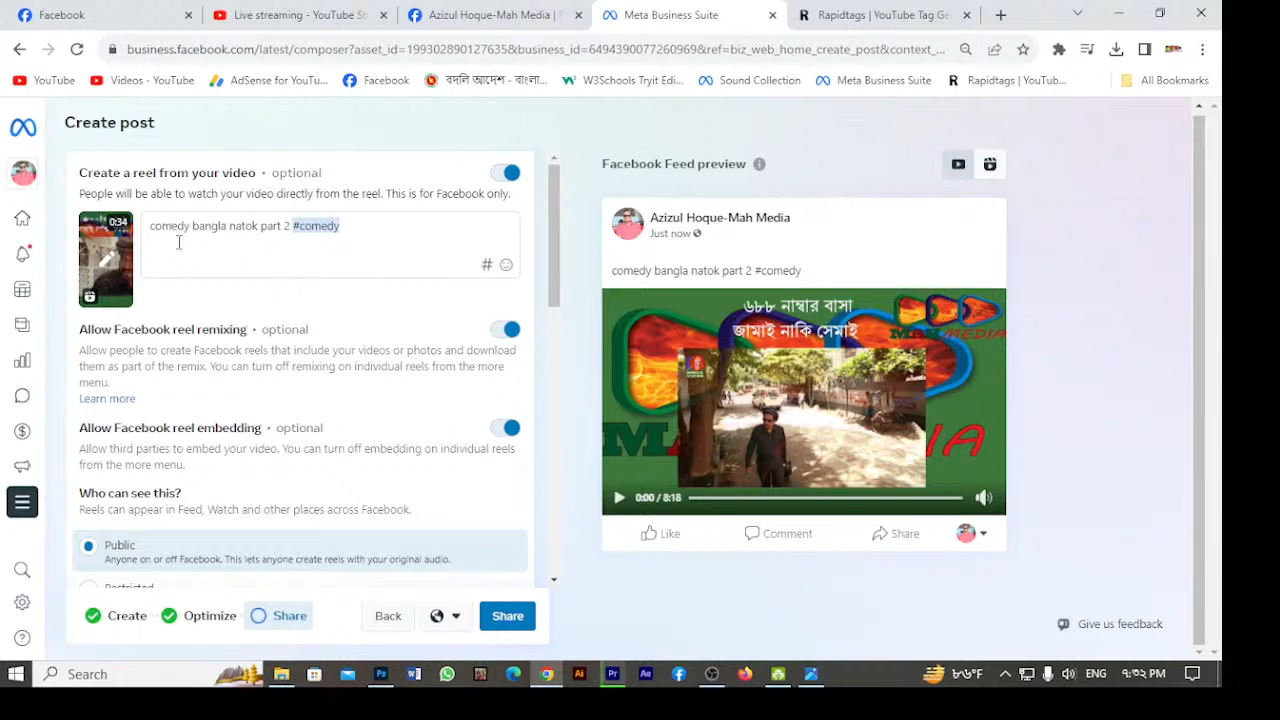 Facebook
Live streaming - YouTube S
Azizul Hoque-Mah Media |
Meta Business Suite
Rapidtags | YouTube Tag Ge
business.facebook.com/latest/composer?asset_id=199302890127635&business_id=6494390077260969&ref=biz_web_home_create_post&context_...
YouTube
Videos - YouTube
AdSense for YouTu...
Facebook
বদলি আদেশ - বাংলা...
W3Schools Tryit Edi...
Sound Collection
Meta Business Suite
Rapidtags | YouTub...
All Bookmarks
Create post
Create a reel from your video • optional
People will be able to watch your video directly from the reel. This is for Facebook only.
0:34
comedy bangla natok part 2 #comedy
Allow Facebook reel remixing • optional
Allow people to create Facebook reels that include your videos or photos and download
them as part of the remix. You can turn off remixing on individual reels from the more
menu.
Learn more
Allow Facebook reel embedding • optional
Allow third parties to embed your video. You can turn off embedding on individual reels
from the more menu.
Who can see this?
Reels can appear in Feed, Watch and other places across Facebook.
Public
Anyone on or off Facebook. This lets anyone create reels with your original audio.
Restricted
Create
Optimize
Share
Back
Share
Facebook Feed preview
Azizul Hoque-Mah Media
Just now
comedy bangla natok part 2 #comedy
৬৮৮ নাম্বার বাসা
জামাই নাকি সেমাই
MAH MEDIA
0:00 / 8:18
Like
Comment
Share
Give us feedback
Search
৮৬°F
ENG
৯:৩২ PM